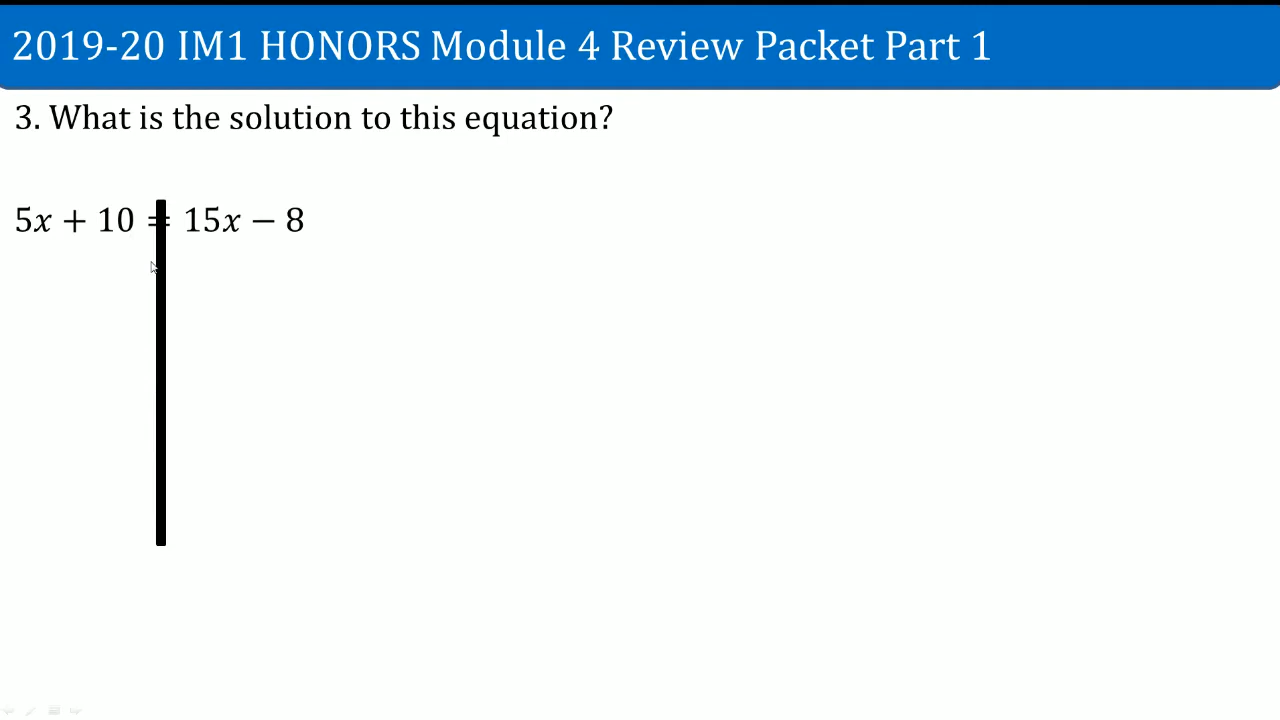 2019-20 IM1 HONORS Module 4 Review Packet Part 1
3. What is the solution to this equation?
5x + 10 = 15x − 8